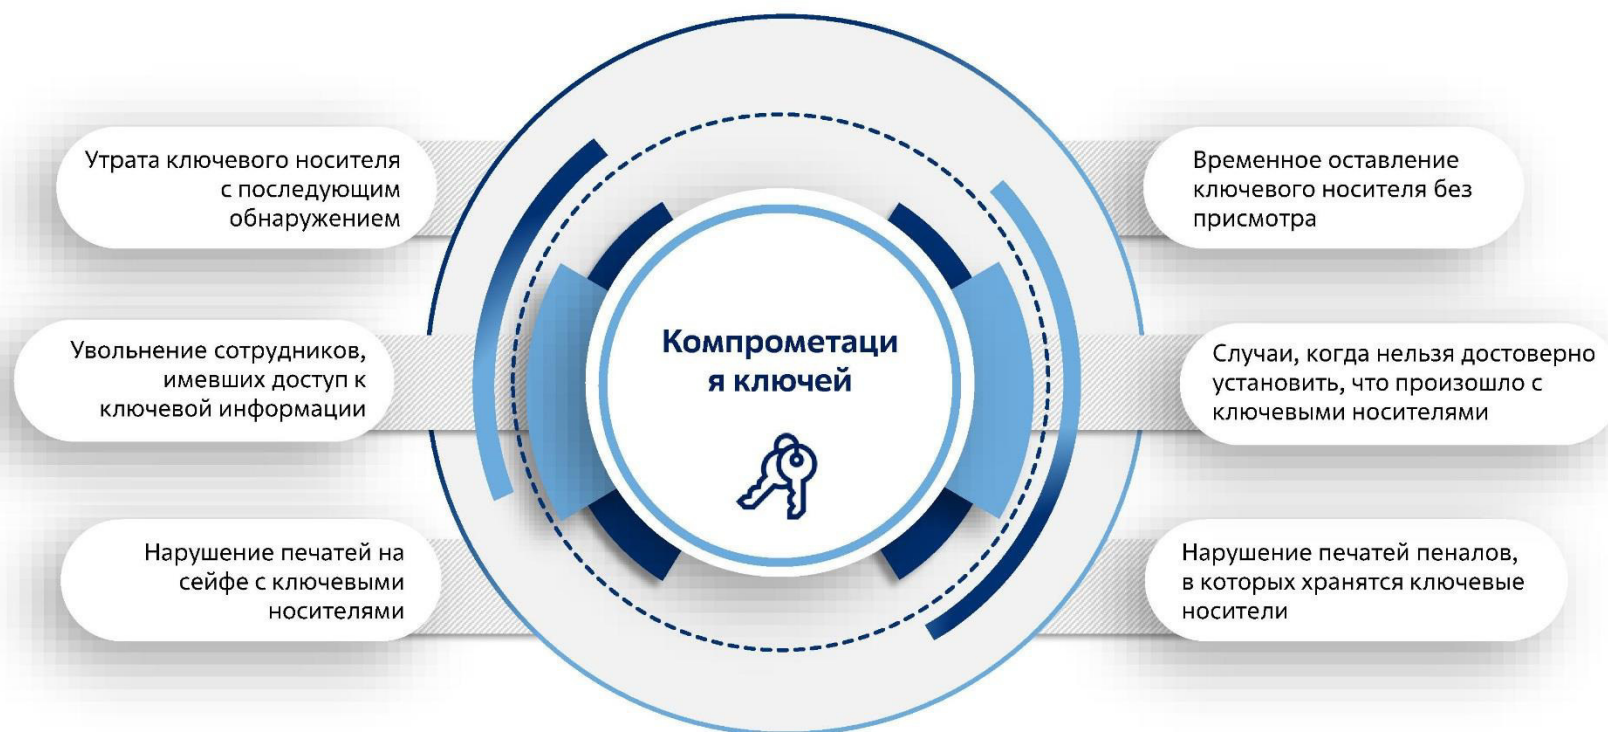 Утрата ключевого носителя
с последующим
обнаружением
Увольнение сотрудников,
имевших доступ к
ключевой информации
Нарушение печатей на
сейфе с ключевыми
носителями
Компрометаци
я ключей
Временное оставление
ключевого носителя без
присмотра
Случаи, когда нельзя достоверно
установить, что произошло с
ключевыми носителями
Нарушение печатей пеналов,
в которых хранятся ключевые
носители